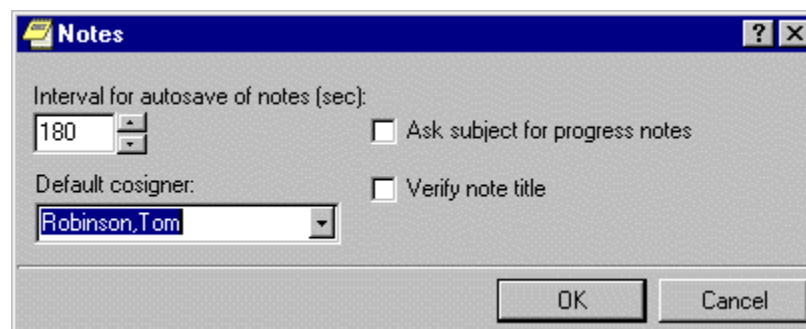 Notes
Interval for autosave of notes (sec):
180
Ask subject for progress notes
Default cosigner:
Verify note title
Robinson,Tom
OK
Cancel